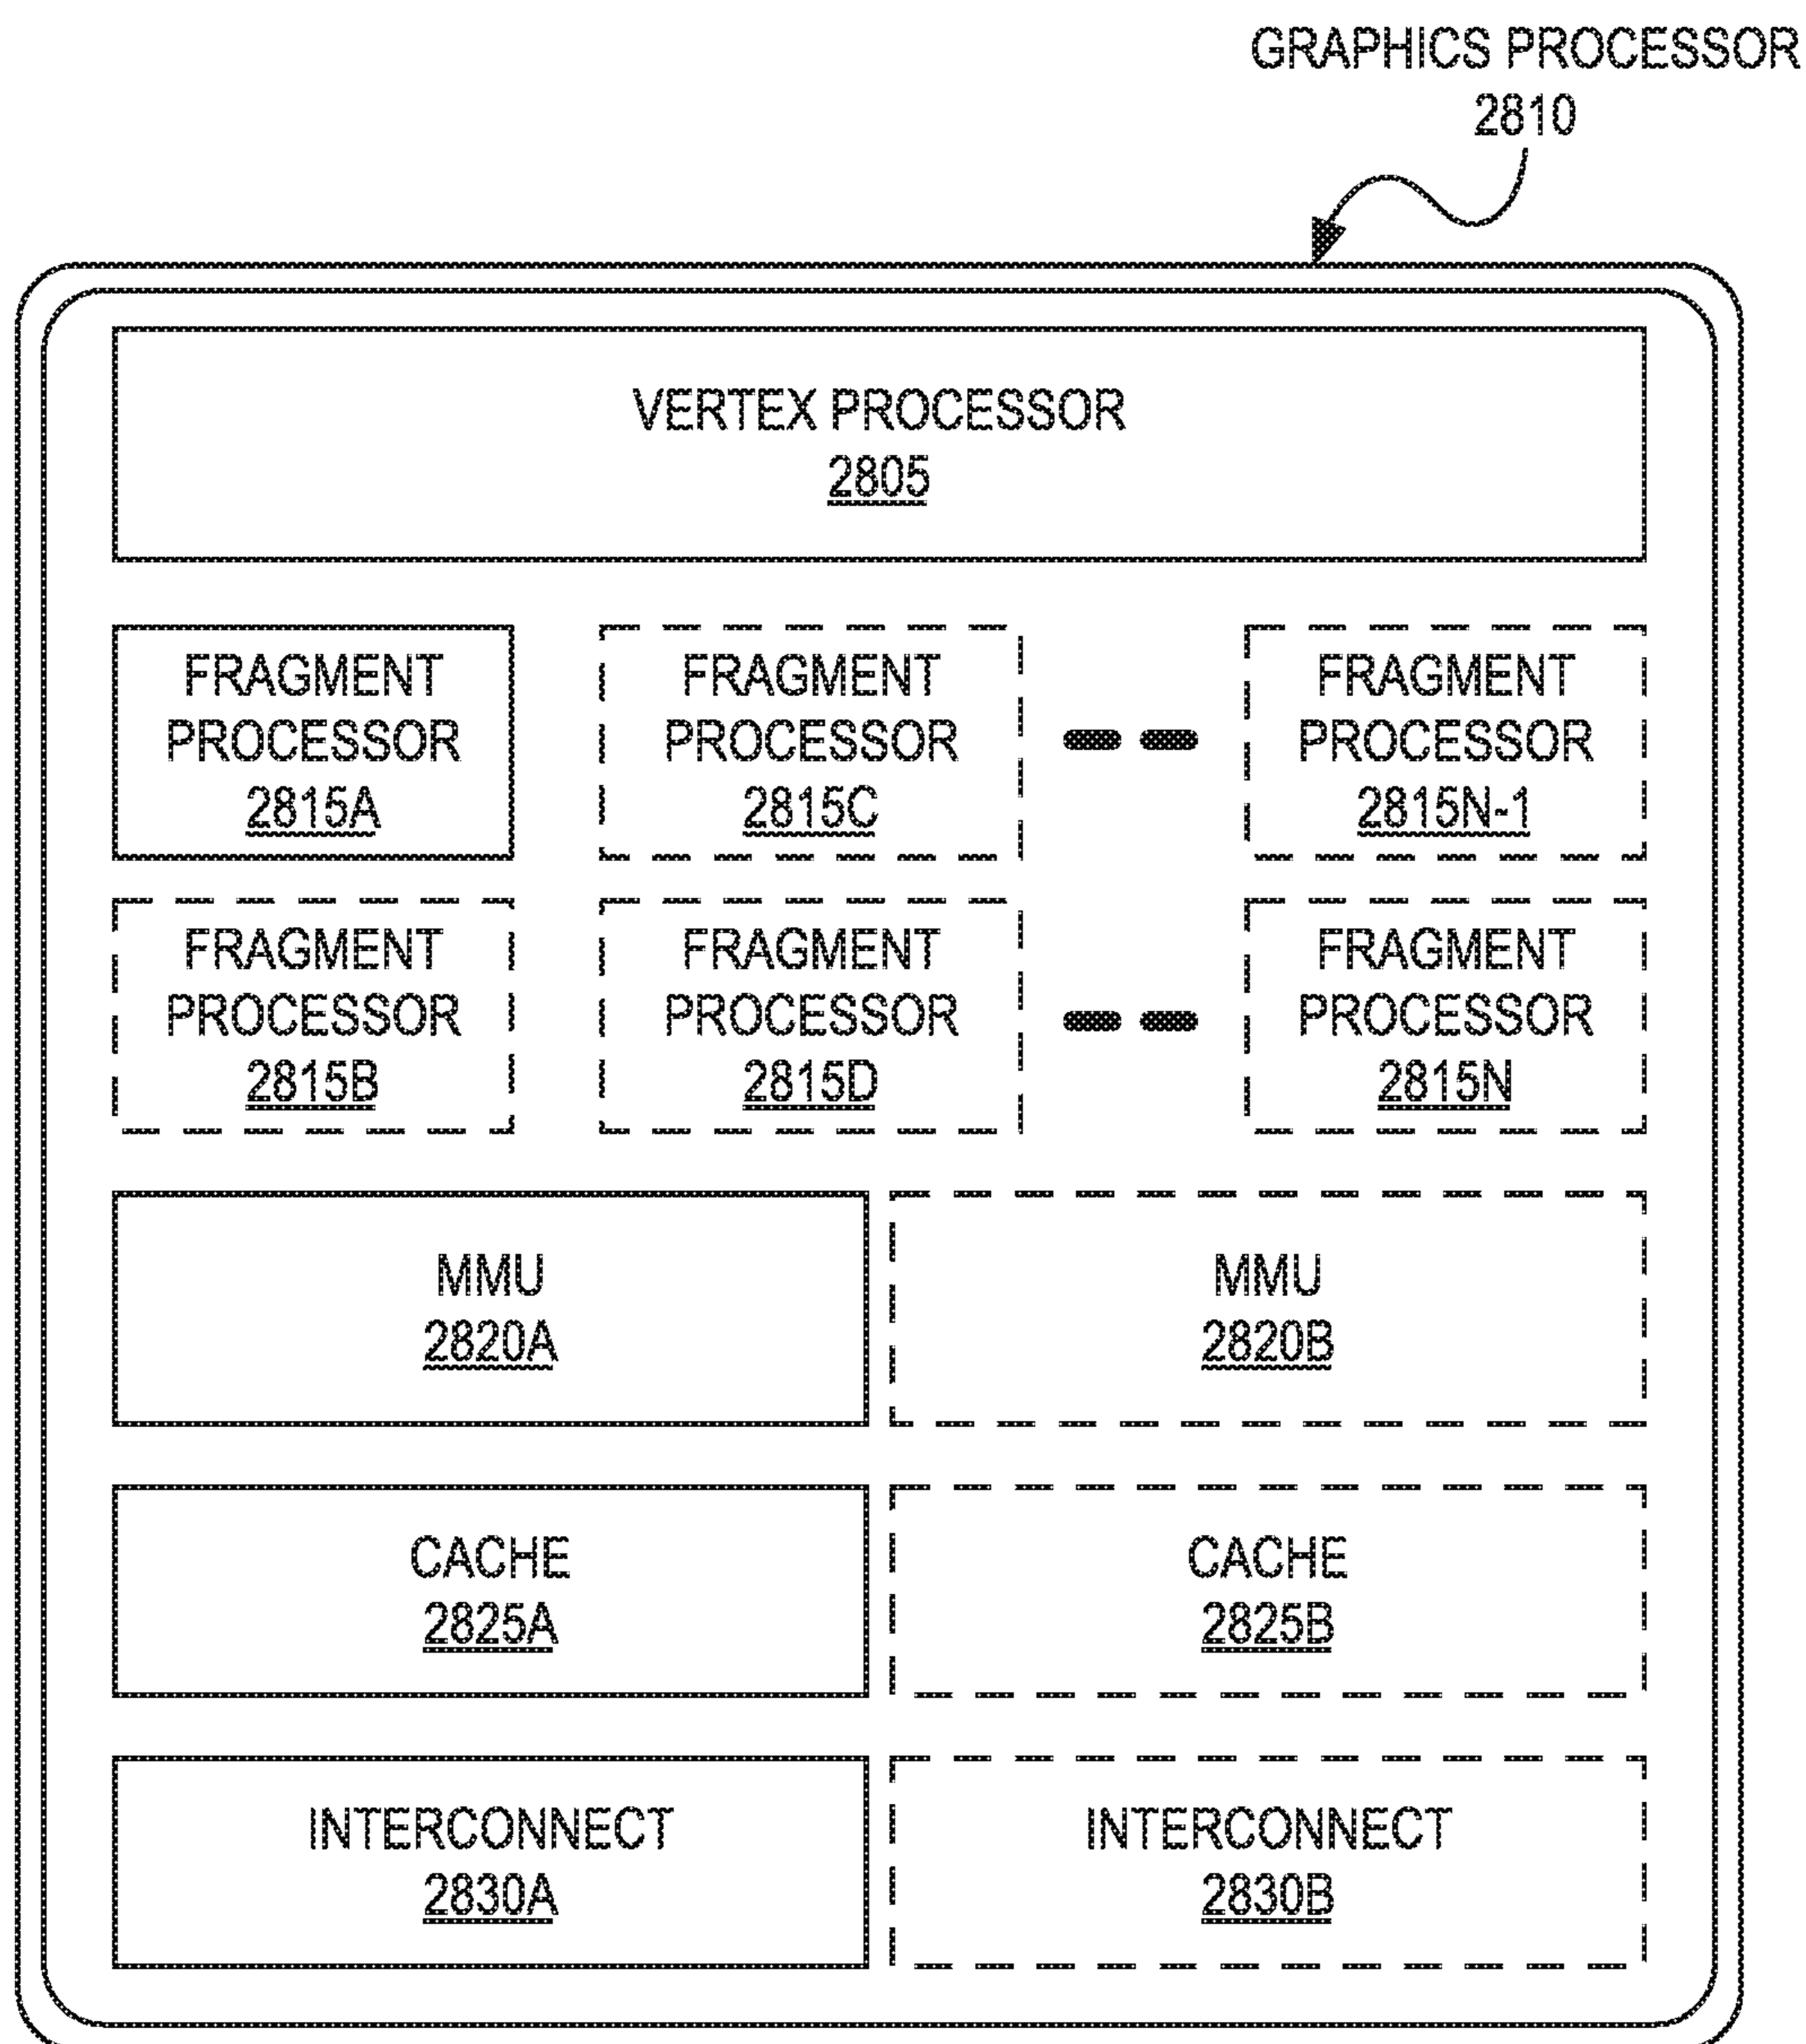 GRAPHICS PROCESSOR
2810
VERTEX PROCESSOR
2805
FRAGMENT
PROCESSOR
2815A
FRAGMENT
PROCESSOR
2815C
FRAGMENT
PROCESSOR
2815N-1
FRAGMENT
PROCESSOR
2815B
FRAGMENT
PROCESSOR
2815D
FRAGMENT
PROCESSOR
2815N
MMU
2820A
MMU
2820B
CACHE
2825A
CACHE
2825B
INTERCONNECT
2830A
INTERCONNECT
2830B